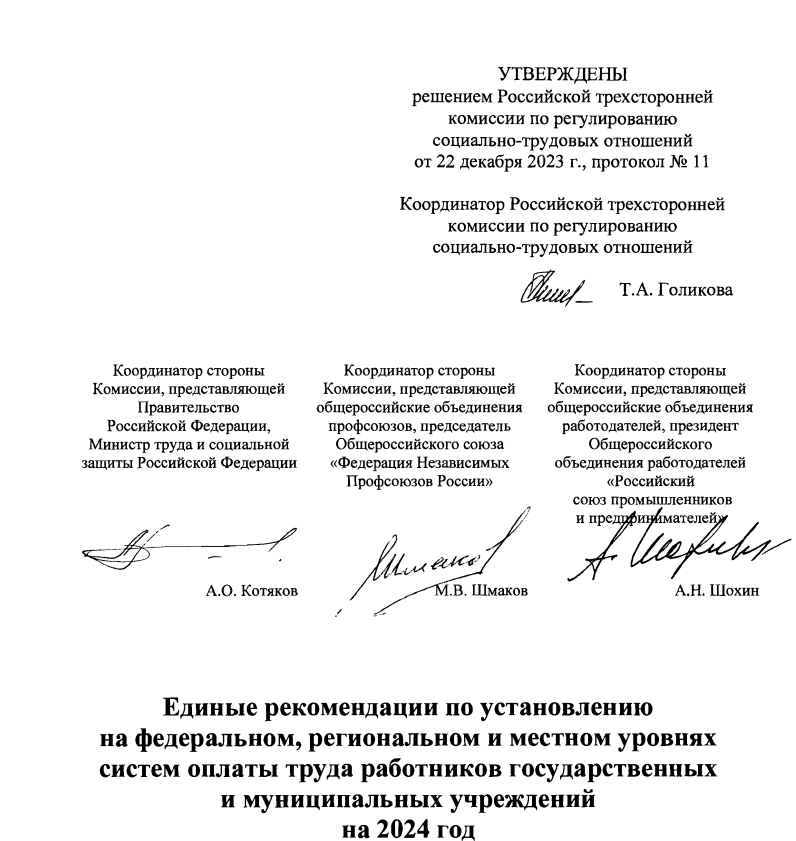 УТВЕРЖДЕНЫ
решением Российской трехсторонней
комиссии по регулированию
социально-трудовых отношений
от 22 декабря 2023 г., протокол № 11
Координатор Российской трехсторонней
комиссии по регулированию
социально-трудовых отношений
Т.А. Голикова
Координатор стороны
Комиссии, представляющей
Правительство
Российской Федерации,
Министр труда и социальной
защиты Российской Федерации
А.О. Котяков
Координатор стороны
Комиссии, представляющей
общероссийские объединения
профсоюзов, председатель
Общероссийского союза
«Федерация Независимых
Профсоюзов России»
М.В. Шмаков
Координатор стороны
Комиссии, представляющей
общероссийские объединения
работодателей, президент
Общероссийского
объединения работодателей
«Российский
союз промышленников
и предпринимателей»
А.Н. Шохин
Единые рекомендации по установлению
на федеральном, региональном и местном уровнях
систем оплаты труда работников государственных
и муниципальных учреждений
на 2024 год